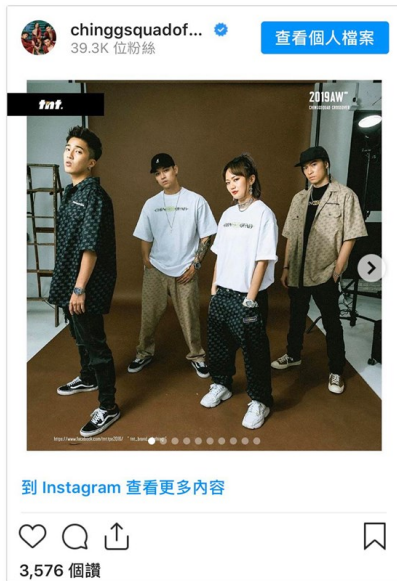 chinggsquadof...
39.3K 位粉絲
查看個人檔案
tnt.
2019AW
到 Instagram 查看更多內容
3,576 個讚